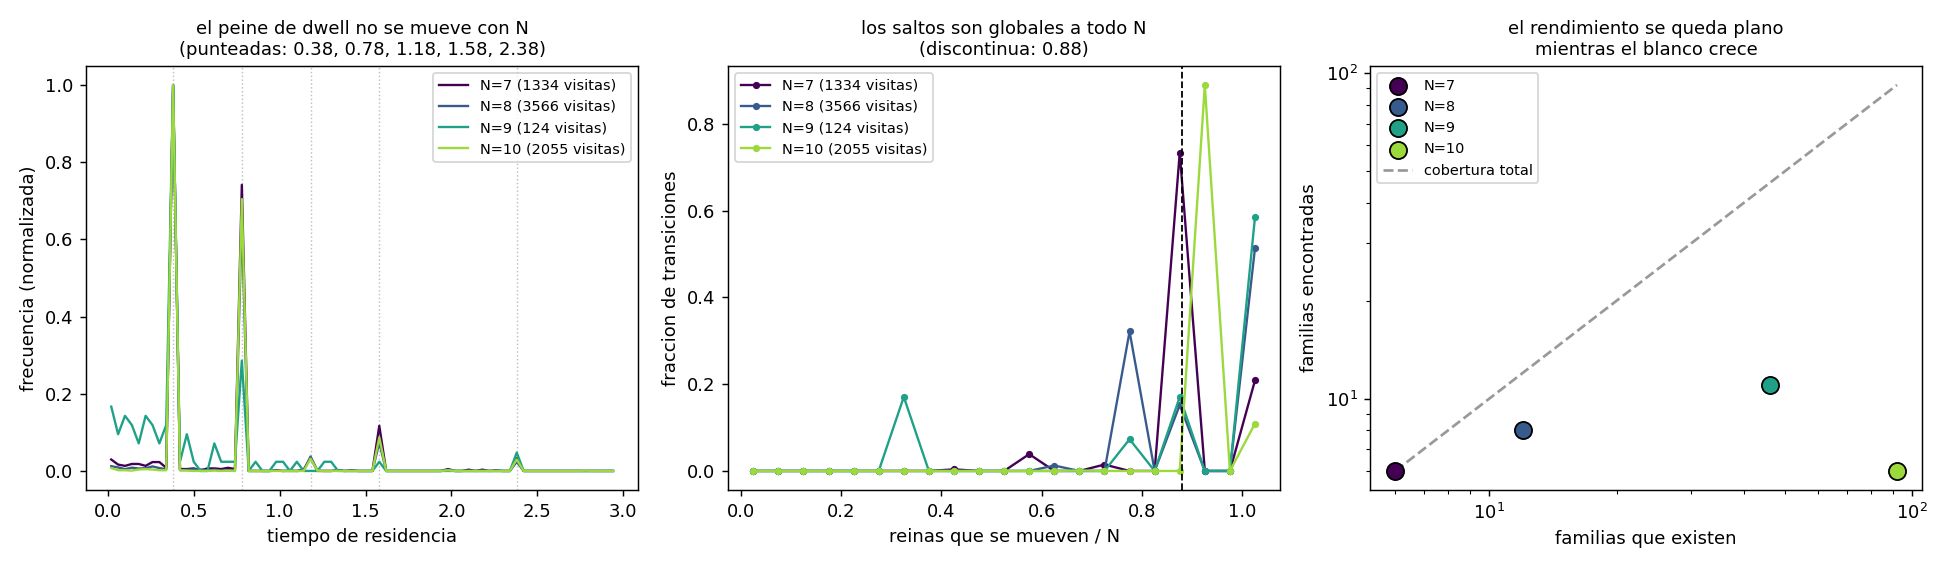 el peine de dwell no se mueve con N
(punteadas: 0.38, 0.78, 1.18, 1.58, 2.38)
frecuencia (normalizada)
1.0
0.8
0.6
0.4
0.2
0.0
N=7 (1334 visitas)
N=8 (3566 visitas)
N=9 (124 visitas)
N=10 (2055 visitas)
0.0 0.5 1.0 1.5 2.0 2.5 3.0
tiempo de residencia
los saltos son globales a todo N
(discontinua: 0.88)
fraccion de transiciones
0.8
0.6
0.4
0.2
0.0
N=7 (1334 visitas)
N=8 (3566 visitas)
N=9 (124 visitas)
N=10 (2055 visitas)
0.0 0.2 0.4 0.6 0.8 1.0
reinas que se mueven / N
el rendimiento se queda plano
mientras el blanco crece
familias encontradas
10²
10¹
N=7
N=8
N=9
N=10
cobertura total
10¹ 10²
familias que existen